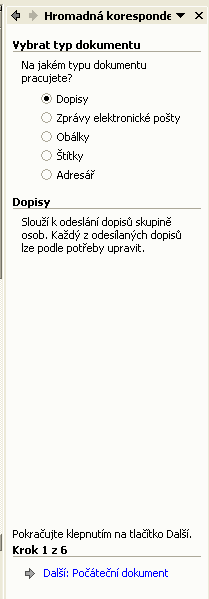 Hromadná koresponde
Vybrat typ dokumentu
Na jakém typu dokumentu
pracujete?
Dopisy
Zprávy elektronické pošty
Obálky
Štítky
Adresář
Dopisy
Slouží k odeslání dopisů skupině
osob. Každý z odesílaných dopisů
lze podle potřeby upravit.
Pokračujte klepnutím na tlačítko Další.
Krok 1 z 6
Další: Počáteční dokument